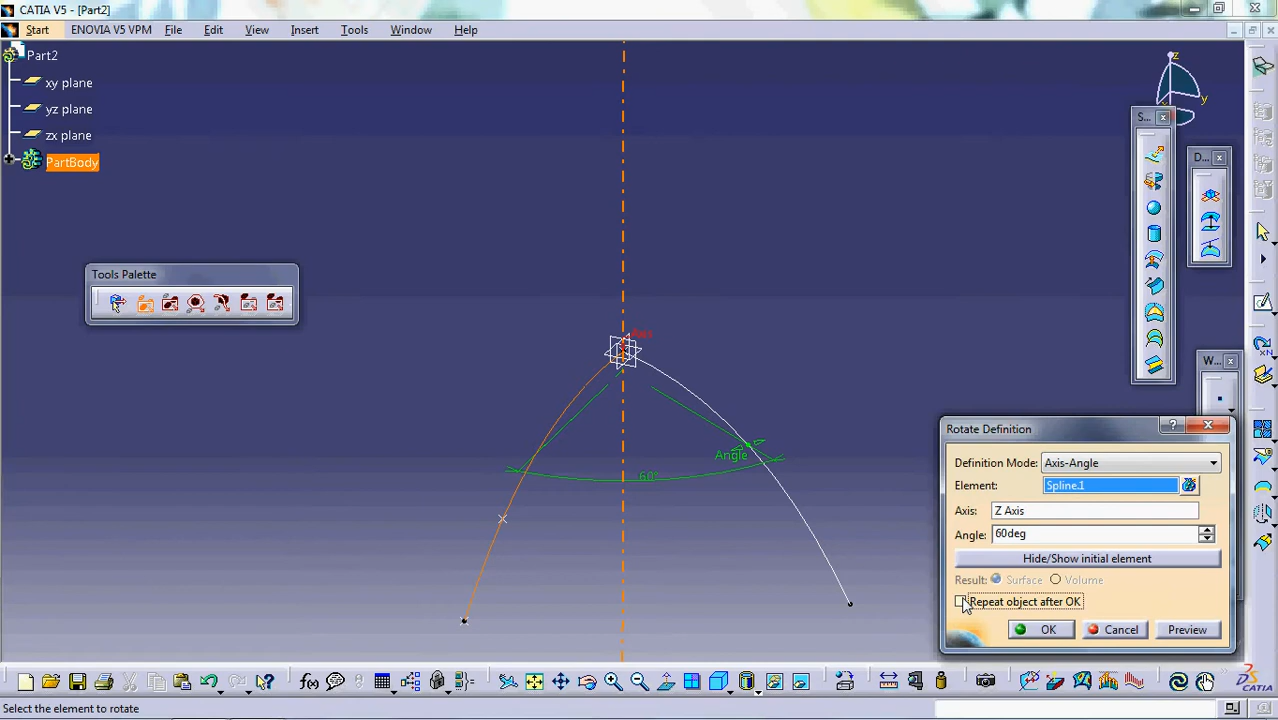 CATIA V5 - [Part2]
Start ENOVIA V5 VPM File Edit View Insert Tools Window Help
Part2
xy plane
yz plane
zx plane
PartBody
z
y
S...
D...
Tools Palette
Axis
W...
Angle
60°
Rotate Definition
Definition Mode: Axis-Angle
Element: Spline.1
Axis: Z Axis
Angle: 60deg
Hide/Show initial element
Result: Surface Volume
Repeat object after OK
OK Cancel Preview
f(x)
CATIA
Select the element to rotate